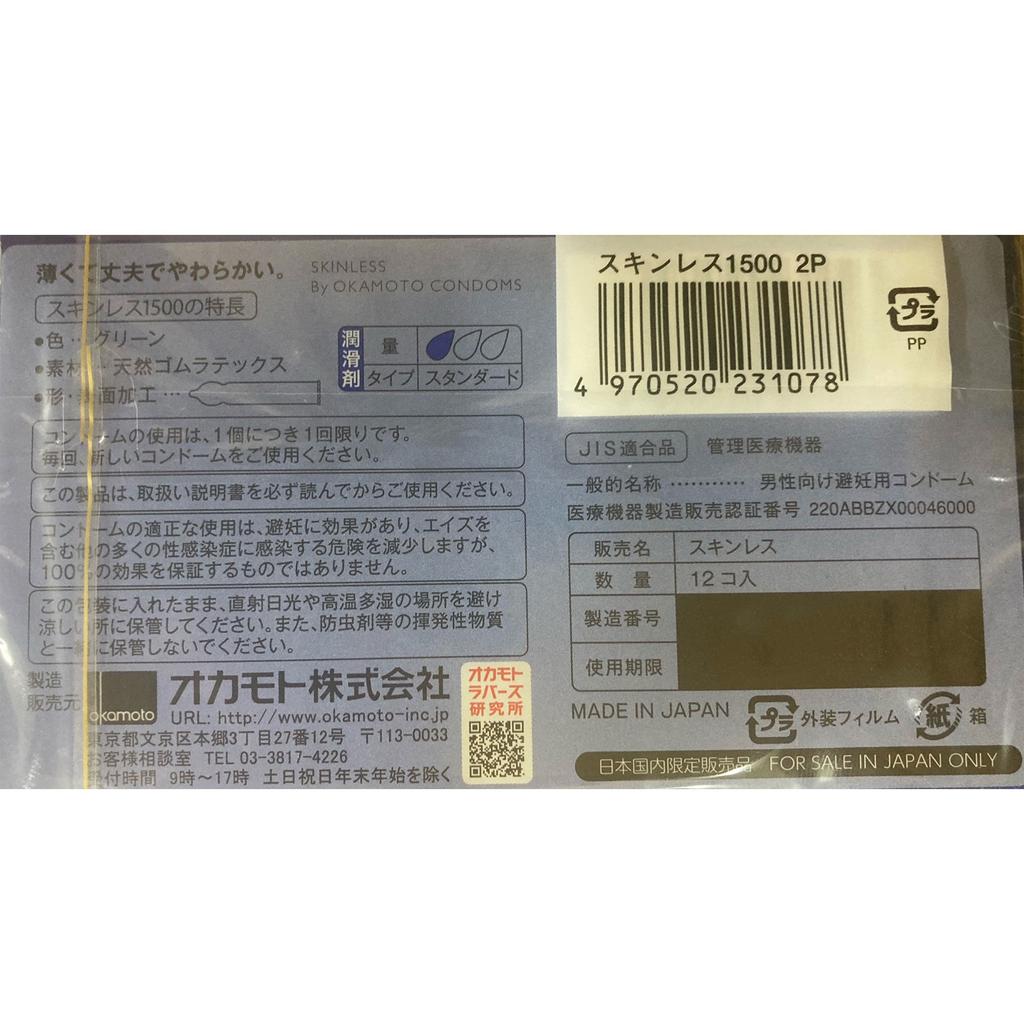 薄くて丈夫でやわらかい。
SKINLESS
By OKAMOTO CONDOMS
スキンレス1500の特長
●色…グリーン
●素材…天然ゴムラテックス
●形・表面加工…
潤滑剤
量
タイプ スタンダード
コンドームの使用は、1個につき1回限りです。
毎回、新しいコンドームをご使用ください。
この製品は、取扱い説明書を必ず読んでからご使用ください。
コンドームの適正な使用は、避妊に効果があり、エイズを
含む他の多くの性感染症に感染する危険を減少しますが、
100%の効果を保証するものではありません。
この包装に入れたまま、直射日光や高温多湿の場所を避け
涼しい所に保管してください。また、防虫剤等の揮発性物質
と一緒に保管しないでください。
製造
販売元
okamoto
オカモト株式会社
URL: http://www.okamoto-inc.jp
東京都文京区本郷3丁目27番12号 〒113-0033
お客様相談室 TEL 03-3817-4226
受付時間 9時～17時 土日祝日年末年始を除く
オカモト
ラバーズ
研究所
スキンレス1500 2P
4 970520 231078
プラ
PP
JIS適合品 管理医療機器
一般的名称 ………… 男性向け避妊用コンドーム
医療機器製造販売認証番号 220ABBZX00046000
販売名 スキンレス
数量 12コ入
製造番号
使用期限
MADE IN JAPAN プラ 外装フィルム 紙 箱
日本国内限定販売品 FOR SALE IN JAPAN ONLY